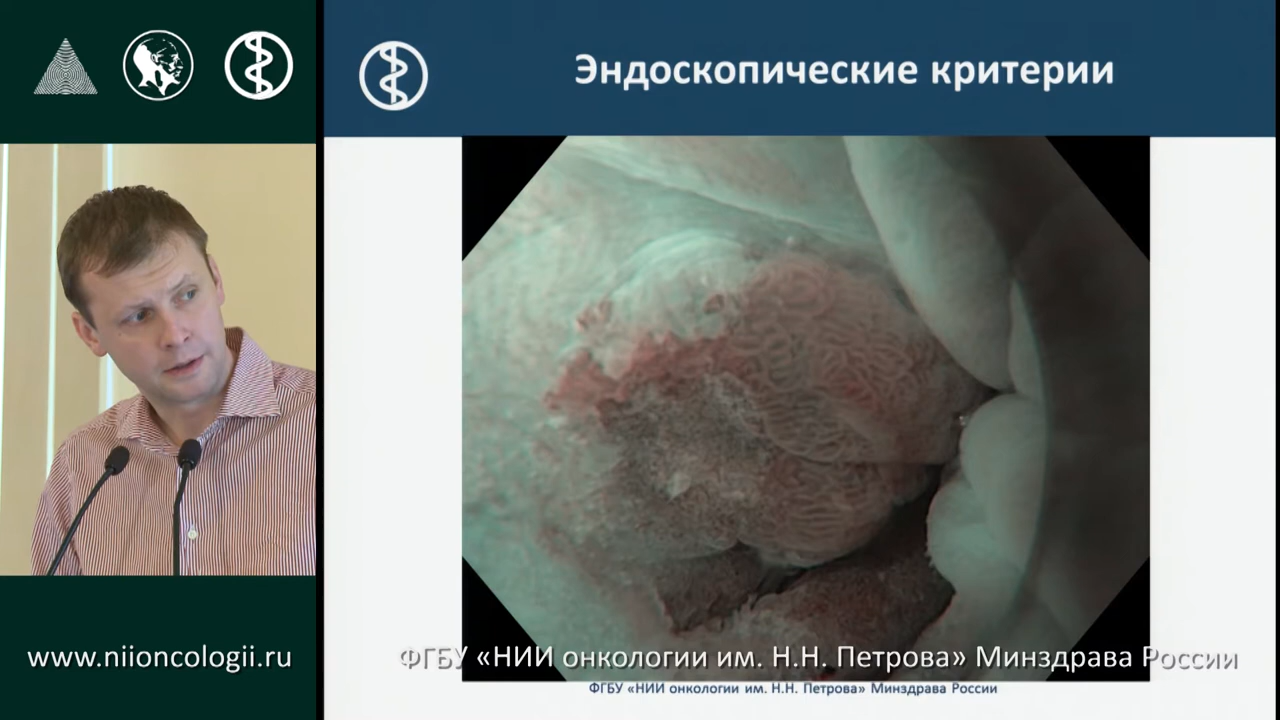 Эндоскопические критерии
www.niioncologii.ru
ФГБУ «НИИ онкологии им. Н.Н. Петрова» Минздрава России
ФГБУ «НИИ онкологии им. Н.Н. Петрова» Минздрава России